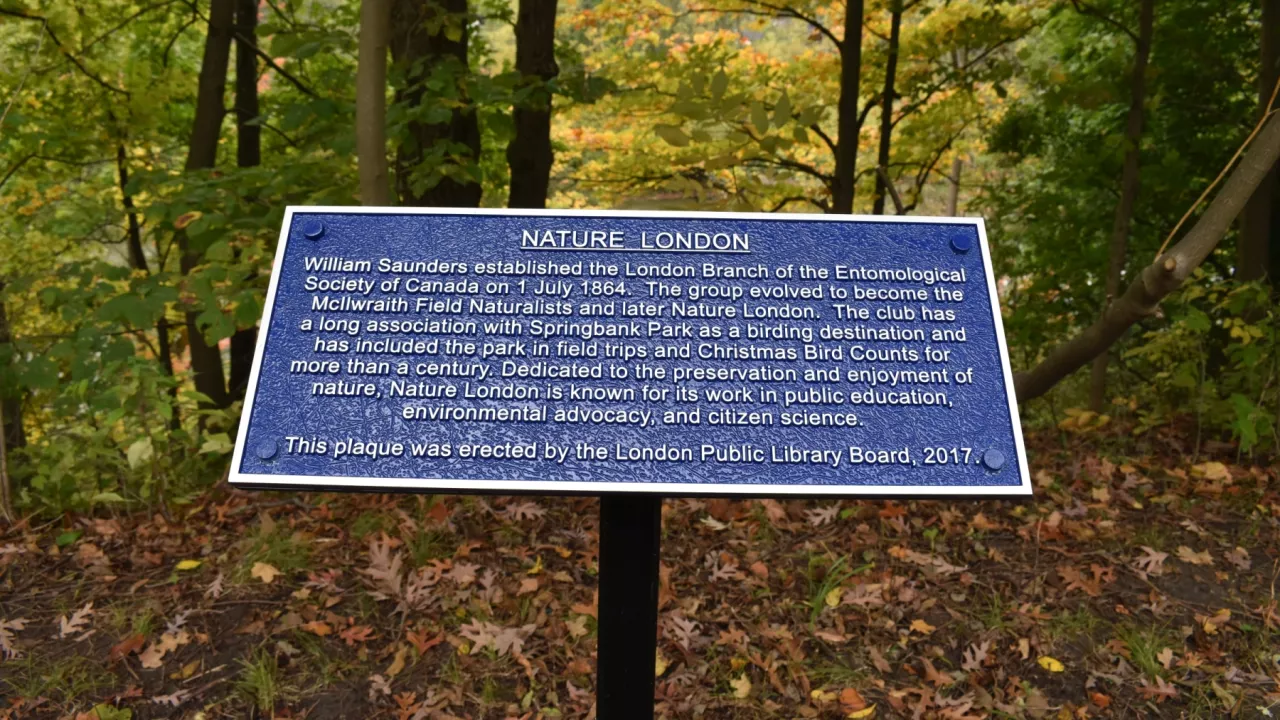 NATURE LONDON
William Saunders established the London Branch of the Entomological
Society of Canada on 1 July 1864. The group evolved to become the
McIlwraith Field Naturalists and later Nature London. The club has
a long association with Springbank Park as a birding destination and
has included the park in field trips and Christmas Bird Counts for
more than a century. Dedicated to the preservation and enjoyment of
nature, Nature London is known for its work in public education,
environmental advocacy, and citizen science.
This plaque was erected by the London Public Library Board, 2017.